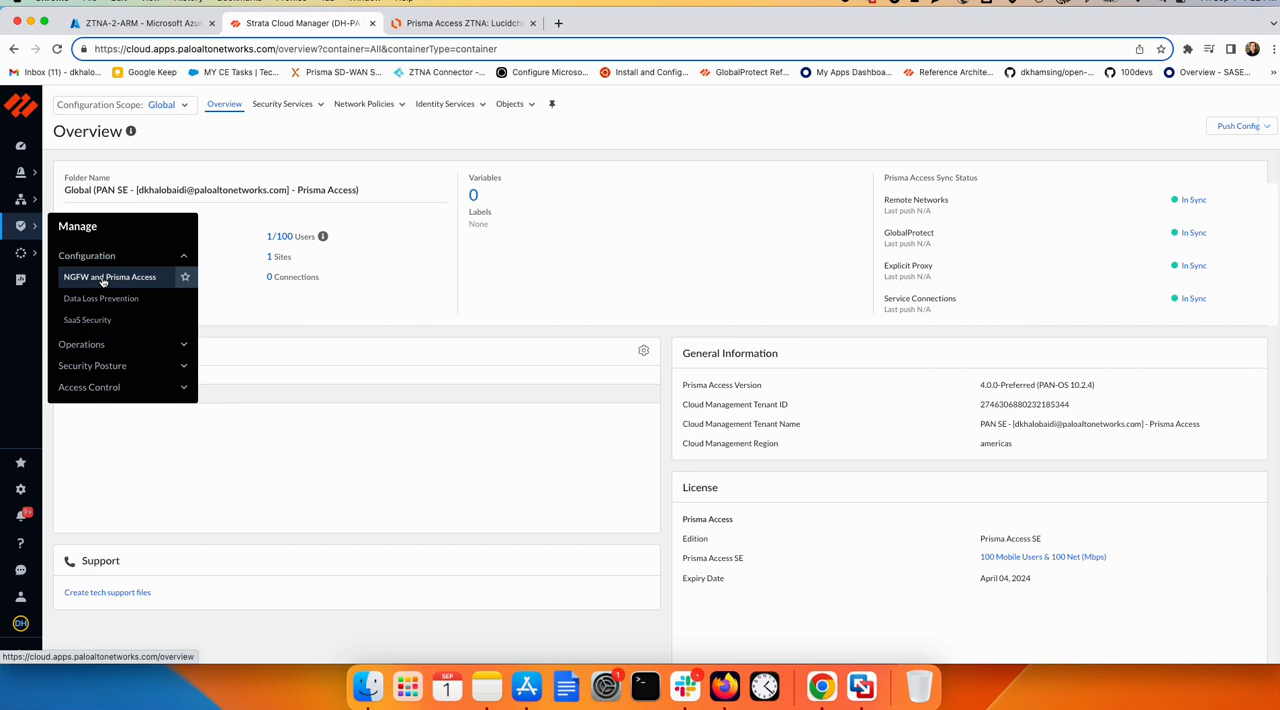 ZTNA-2-ARM - Microsoft Azu
Strata Cloud Manager (DH-PA
Prisma Access ZTNA: Lucidch
https://cloud.apps.paloaltonetworks.com/overview?container=All&containerType=container
Inbox (11) (dkhalo...
Google Keep
MY CE Tasks | Tec...
Prisma SD-WAN S...
ZTNA Connector -...
Configure Microso...
Install and Config...
GlobalProtect Ref...
My Apps Dashboa...
Reference Archite...
dkhamsing/open-...
100devs
Overview - SASE...
Configuration Scope: Global
Overview
Security Services
Network Policies
Identity Services
Objects
Overview
Push Config
Folder Name
Global (PAN SE - [dkhalobaidi@paloaltonetworks.com] - Prisma Access)
1/100 Users
1 Sites
0 Connections
Variables
0
Labels
None
Prisma Access Sync Status
Remote Networks
In Sync
Last push N/A
GlobalProtect
In Sync
Last push N/A
Explicit Proxy
In Sync
Last push N/A
Service Connections
In Sync
Last push N/A
Manage
Configuration
NGFW and Prisma Access
Data Loss Prevention
SaaS Security
Operations
Security Posture
Access Control
General Information
Prisma Access Version
4.0.0-Preferred (PAN-OS 10.2.4)
Cloud Management Tenant ID
2746306880232185344
Cloud Management Tenant Name
PAN SE - [dkhalobaidi@paloaltonetworks.com] - Prisma Access
Cloud Management Region
americas
License
Prisma Access
Edition
Prisma Access SE
Prisma Access SE
100 Mobile Users & 100 Net (Mbps)
Expiry Date
April 04, 2024
Support
Create tech support files
9+
DH
https://cloud.apps.paloaltonetworks.com/overview
SEP
1
1